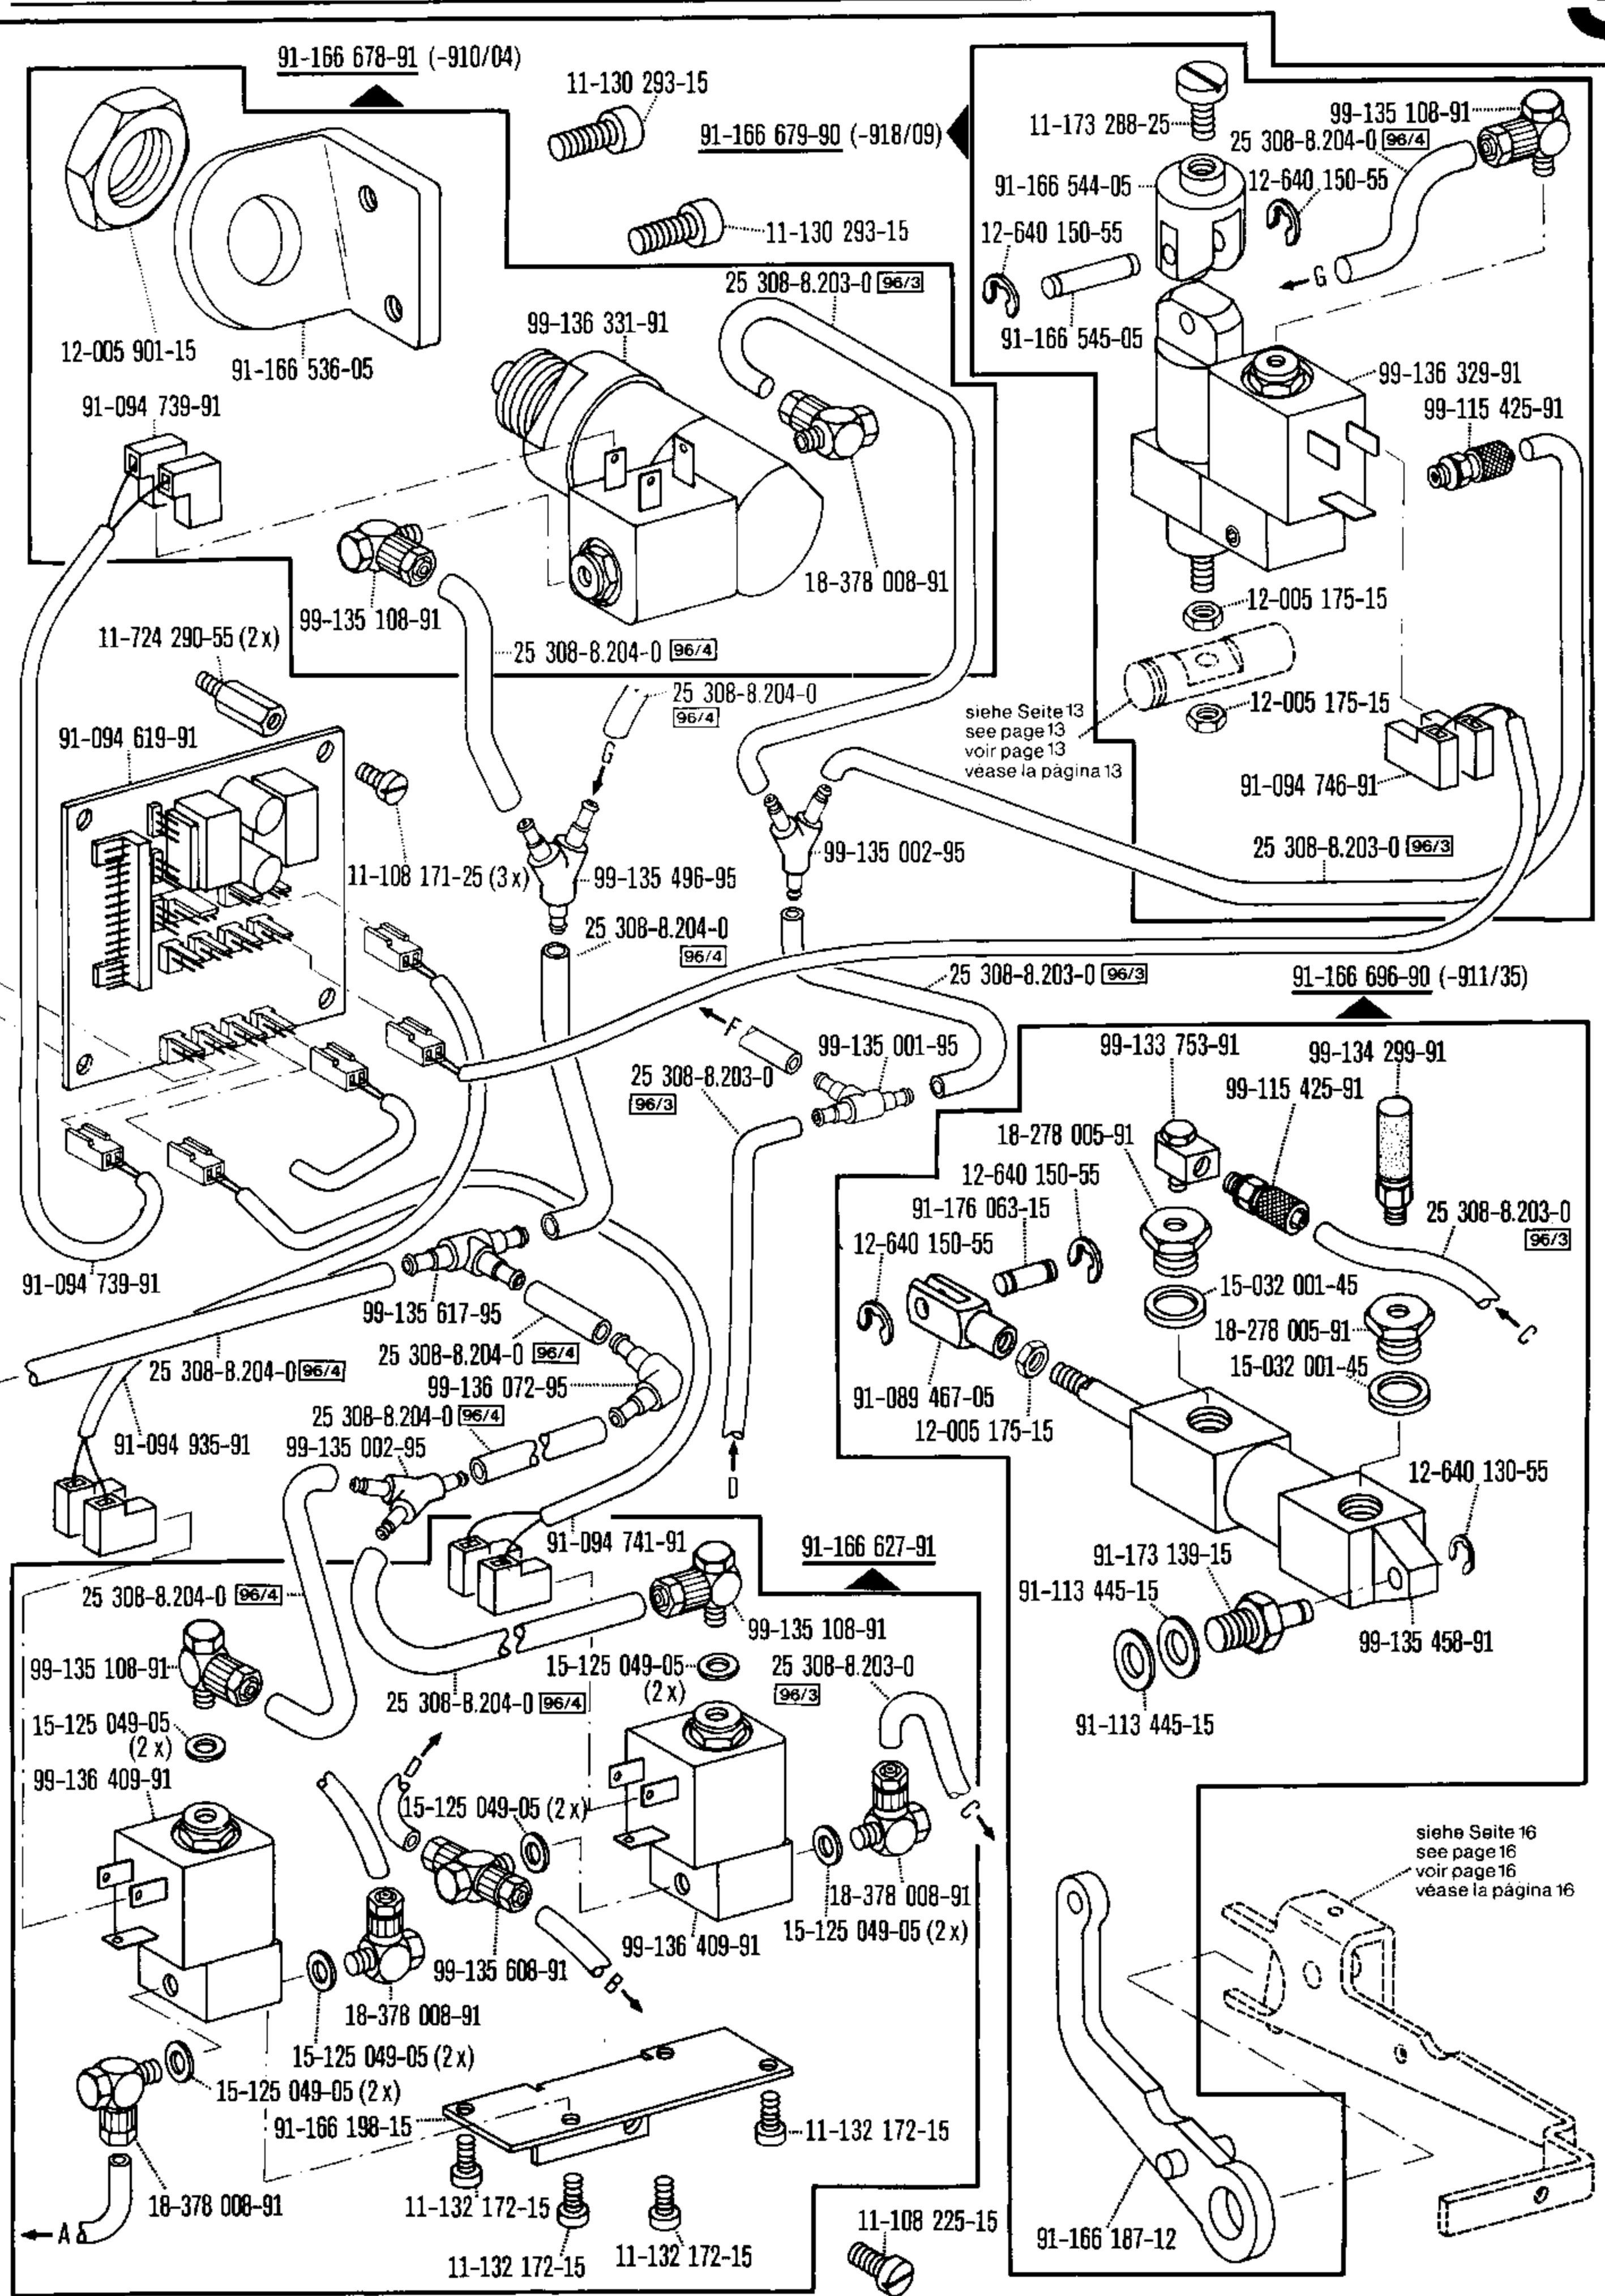 91-166 678-91 (-910/04)
11-130 293-15
91-166 679-90 (-918/09)
11-173 288-25
99-135 108-91
25 308-8.204-0 96/4
91-166 544-05
12-640 150-55
11-130 293-15
12-640 150-55
G
25 308-8.203-0 96/3
91-166 545-05
99-136 331-91
12-005 901-15
91-166 536-05
99-136 329-91
91-094 739-91
99-115 425-91
18-378 008-91
12-005 175-15
99-135 108-91
11-724 290-55 (2x)
25 308-8.204-0 96/4
25 308-8.204-0
96/4
12-005 175-15
siehe Seite 13
see page 13
voir page 13
véase la página 13
91-094 619-91
G
91-094 746-91
99-135 002-95
25 308-8.203-0 96/3
11-108 171-25 (3x)
99-135 496-95
25 308-8.204-0
96/4
25 308-8.203-0 96/3
91-166 696-90 (-911/35)
F
99-135 001-95
99-133 753-91
99-134 299-91
25 308-8.203-0
96/3
99-115 425-91
18-278 005-91
12-640 150-55
91-176 063-15
25 308-8.203-0
96/3
12-640 150-55
91-094 739-91
15-032 001-45
99-135 617-95
18-278 005-91
C
25 308-8.204-0 96/4
25 308-8.204-0 96/4
15-032 001-45
99-136 072-95
91-089 467-05
25 308-8.204-0 96/4
12-005 175-15
91-094 935-91
99-135 002-95
12-640 130-55
D
91-094 741-91
91-166 627-91
91-173 139-15
25 308-8.204-0 96/4
91-113 445-15
99-135 108-91
99-135 458-91
99-135 108-91
15-125 049-05
(2x)
25 308-8.203-0
96/3
25 308-8.204-0 96/4
91-113 445-15
15-125 049-05
(2x)
99-136 409-91
D
15-125 049-05 (2x)
C
siehe Seite 16
see page 16
voir page 16
véase la página 16
18-378 008-91
15-125 049-05 (2x)
99-136 409-91
99-135 608-91
B
18-378 008-91
15-125 049-05 (2x)
15-125 049-05 (2x)
91-166 198-15
11-132 172-15
18-378 008-91
11-132 172-15
A
11-108 225-15
91-166 187-12
11-132 172-15
11-132 172-15